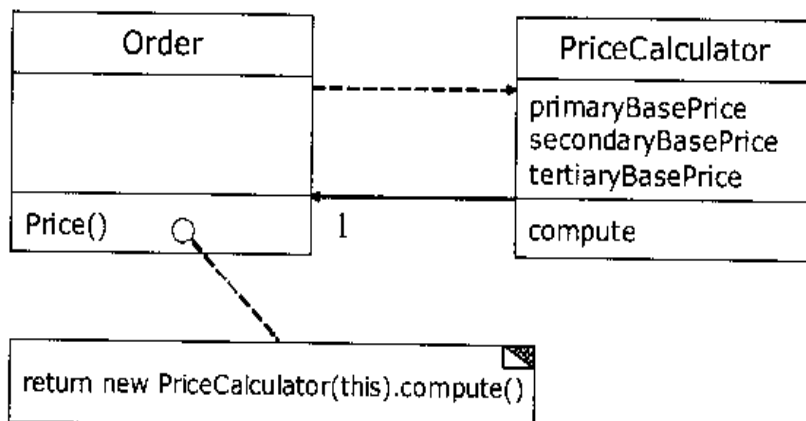 Order
PriceCalculator
primaryBasePrice
secondaryBasePrice
tertiaryBasePrice
Price()
1
compute
return new PriceCalculator(this).compute()